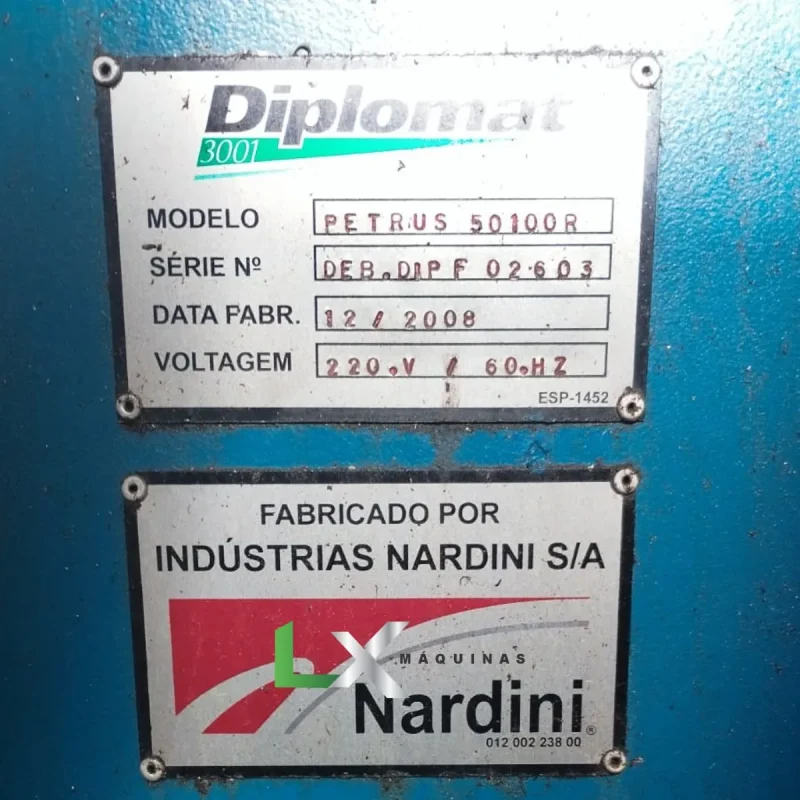 Diplomat
3001
MODELO PETRUS 50100R
SÉRIE Nº DEB.DIPF 02603
DATA FABR. 12/2008
VOLTAGEM 220.V / 60.HZ
ESP-1452
FABRICADO POR
INDÚSTRIAS NARDINI S/A
LX MÁQUINAS
Nardini®
012 002 238 00